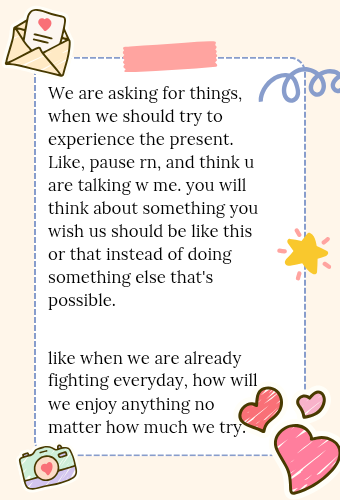 We are asking for things,
when we should try to
experience the present.
Like, pause rn, and think u
are talking w me. you will
think about something you
wish us should be like this
or that instead of doing
something else that's
possible.
like when we are already
fighting everyday, how will
we enjoy anything no
matter how much we try.